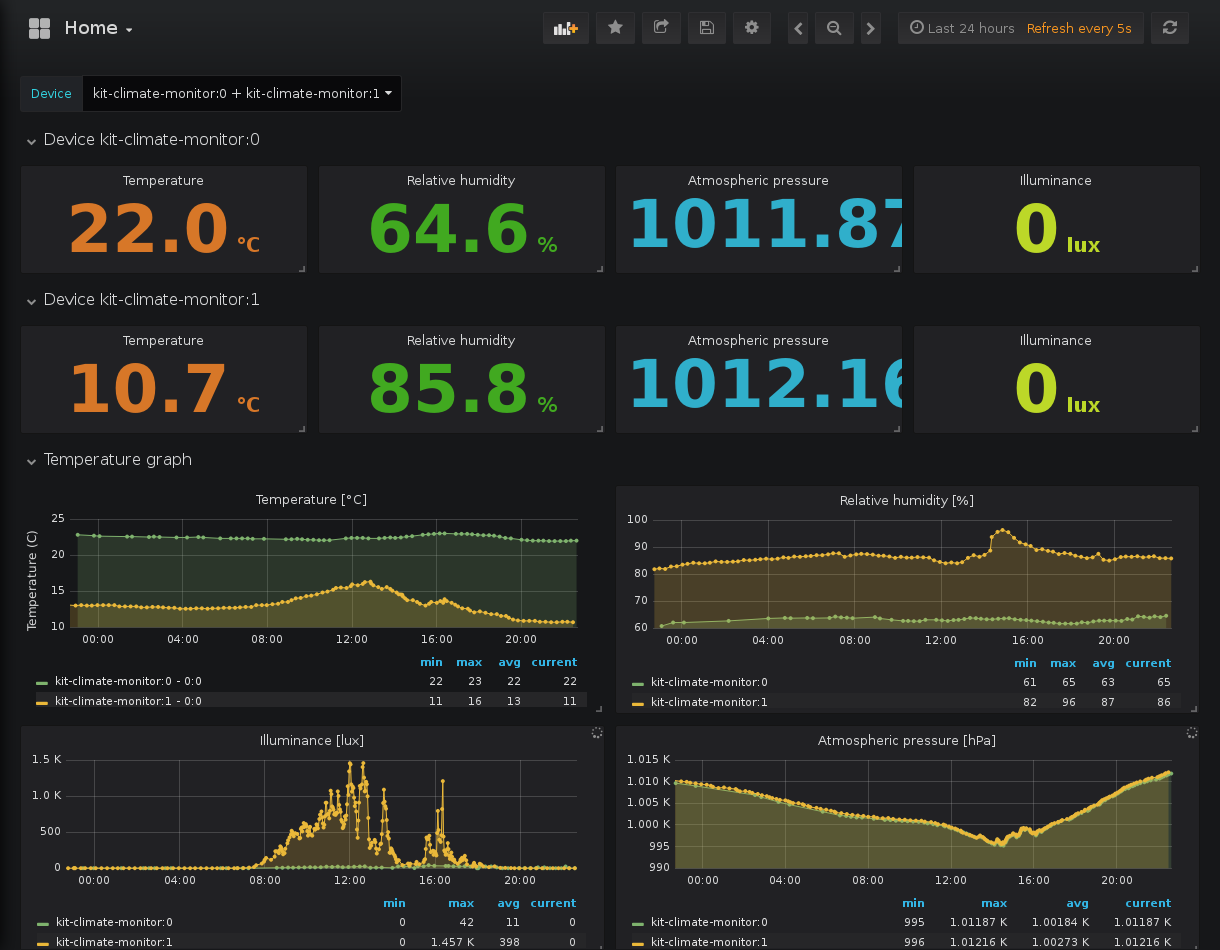 Home
Last 24 hours Refresh every 5s
Device kit-climate-monitor:0 + kit-climate-monitor:1
Device kit-climate-monitor:0
Temperature Relative humidity Atmospheric pressure Illuminance
22.0 °C 64.6 % 1011.87 0 lux
Device kit-climate-monitor:1
Temperature Relative humidity Atmospheric pressure Illuminance
10.7 °C 85.8 % 1012.16 0 lux
Temperature graph
Temperature [°C]
Temperature (C)
25
20
15
10
00:00 04:00 08:00 12:00 16:00 20:00
min max avg current
kit-climate-monitor:0 - 0:0 22 23 22 22
kit-climate-monitor:1 - 0:0 11 16 13 11
Relative humidity [%]
100
90
80
70
60
00:00 04:00 08:00 12:00 16:00 20:00
min max avg current
kit-climate-monitor:0 61 65 63 65
kit-climate-monitor:1 82 96 87 86
Illuminance [lux]
1.5 K
1.0 K
500
0
00:00 04:00 08:00 12:00 16:00 20:00
min max avg current
kit-climate-monitor:0 0 42 11 0
kit-climate-monitor:1 0 1.457 K 398 0
Atmospheric pressure [hPa]
1.015 K
1.010 K
1.005 K
1.000 K
995
990
00:00 04:00 08:00 12:00 16:00 20:00
min max avg current
kit-climate-monitor:0 995 1.01187 K 1.00184 K 1.01187 K
kit-climate-monitor:1 996 1.01216 K 1.00273 K 1.01216 K